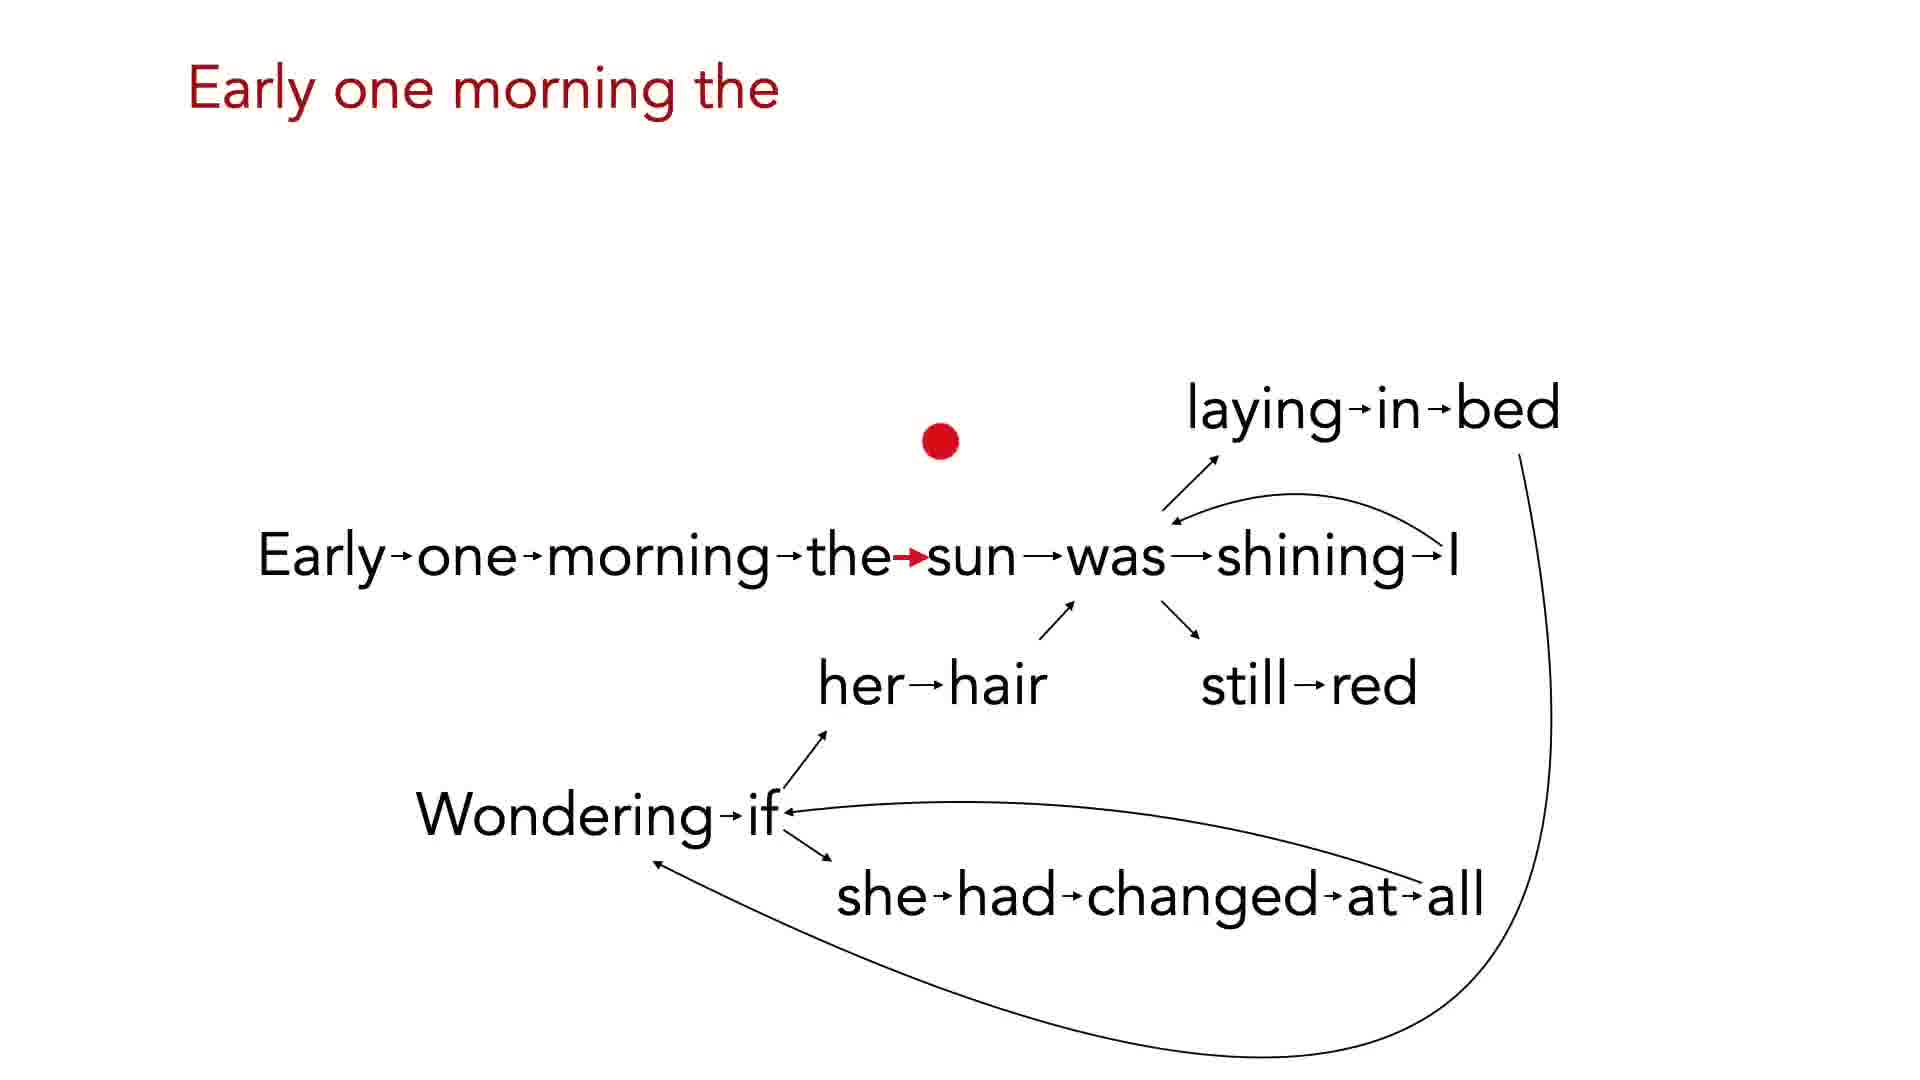 Early one morning the
laying in bed
Early one morning the sun was shining I
her hair still red
Wondering if
she had changed at all